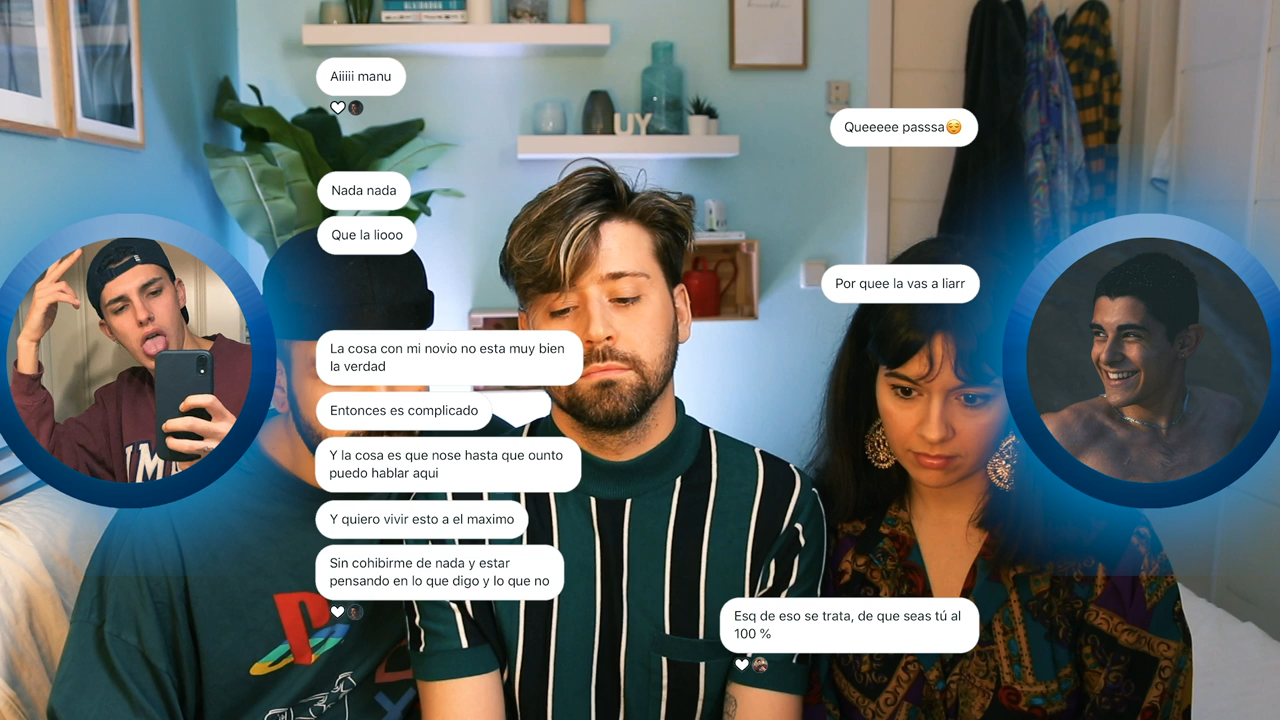 Aiiiii manu
Queeeee passsa😌
Nada nada
Que la liooo
Por quee la vas a liarr
La cosa con mi novio no esta muy bien
la verdad
Entonces es complicado
Y la cosa es que nose hasta que ounto
puedo hablar aqui
Y quiero vivir esto a el maximo
Sin cohibirme de nada y estar
pensando en lo que digo y lo que no
Esq de eso se trata, de que seas tú al
100 %
UY